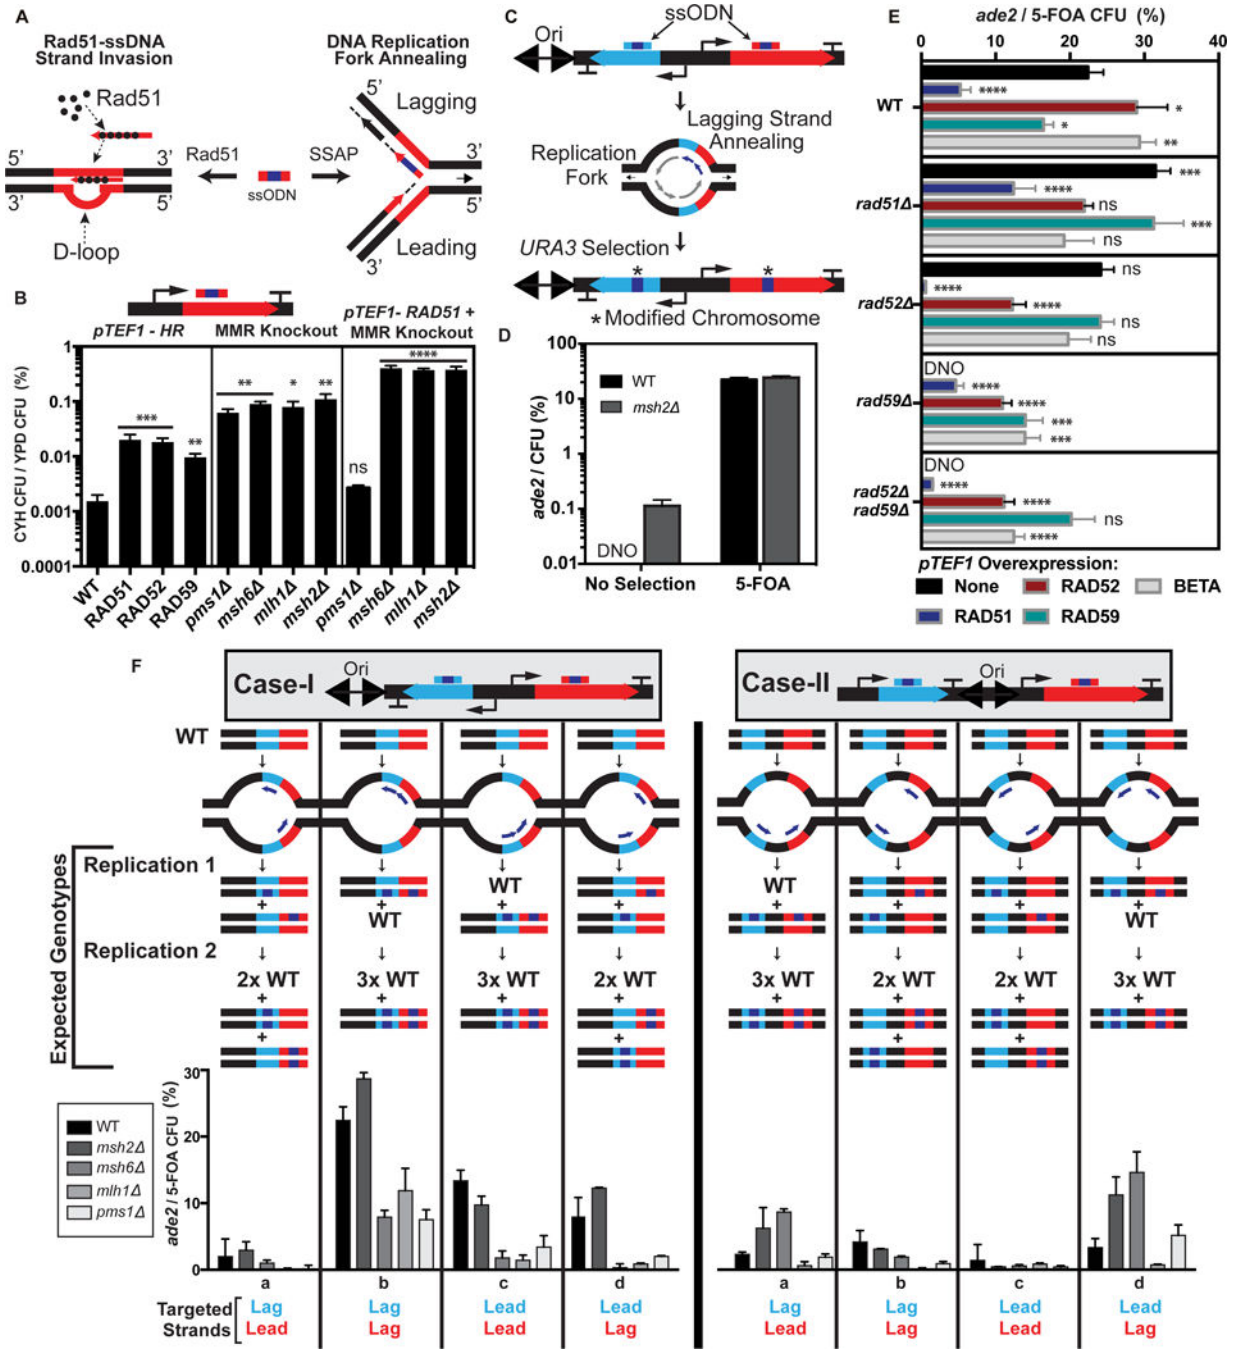 A
Rad51-ssDNA
Strand Invasion
Rad51
5'
3'
3'
5'
D-loop
Rad51
ssODN
SSAP
DNA Replication
Fork Annealing
5'
Lagging
3'
5'
Leading
3'
B
pTEF1 - HR
MMR Knockout
pTEF1- RAD51 +
MMR Knockout
CYH CFU / YPD CFU (%)
1
0.1
0.01
0.001
0.0001
***
**
**
*
**
ns
****
WT
RAD51
RAD52
RAD59
pms1Δ
msh6Δ
mlh1Δ
msh2Δ
pms1Δ
msh6Δ
mlh1Δ
msh2Δ
C
ssODN
Ori
Lagging Strand
Annealing
Replication
Fork
URA3 Selection
* *
* Modified Chromosome
D
ade2 / CFU (%)
100
10
1
0.1
0.01
WT
msh2Δ
DNO
No Selection
5-FOA
E
ade2 / 5-FOA CFU (%)
0 10 20 30 40
WT
****
*
*
**
rad51Δ
***
****
ns
***
ns
rad52Δ
ns
****
****
ns
ns
rad59Δ
DNO
****
****
***
***
rad52Δ
rad59Δ
DNO
****
****
ns
****
pTEF1 Overexpression:
None
RAD52
BETA
RAD51
RAD59
F
Case-I
Ori
Case-II
Ori
WT
Expected Genotypes
Replication 1
+
+
WT
WT
+
+
WT
+
+
+
+
WT
Replication 2
2x WT
+
+
3x WT
+
3x WT
+
2x WT
+
+
3x WT
+
2x WT
+
+
2x WT
+
+
3x WT
+
WT
msh2Δ
msh6Δ
mlh1Δ
pms1Δ
ade2 / 5-FOA CFU (%)
30
20
10
0
a b c d a b c d
Targeted
Strands
Lag Lag Lead Lead Lag Lag Lead Lead
Lead Lag Lead Lag Lead Lag Lead Lag